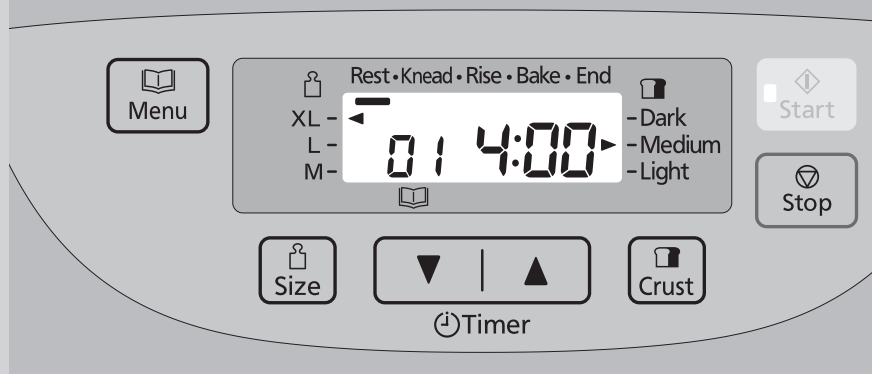 Menu
Rest • Knead • Rise • Bake • End
XL
L
M
01 4:00
Dark
Medium
Light
Start
Stop
Size
Timer
Crust